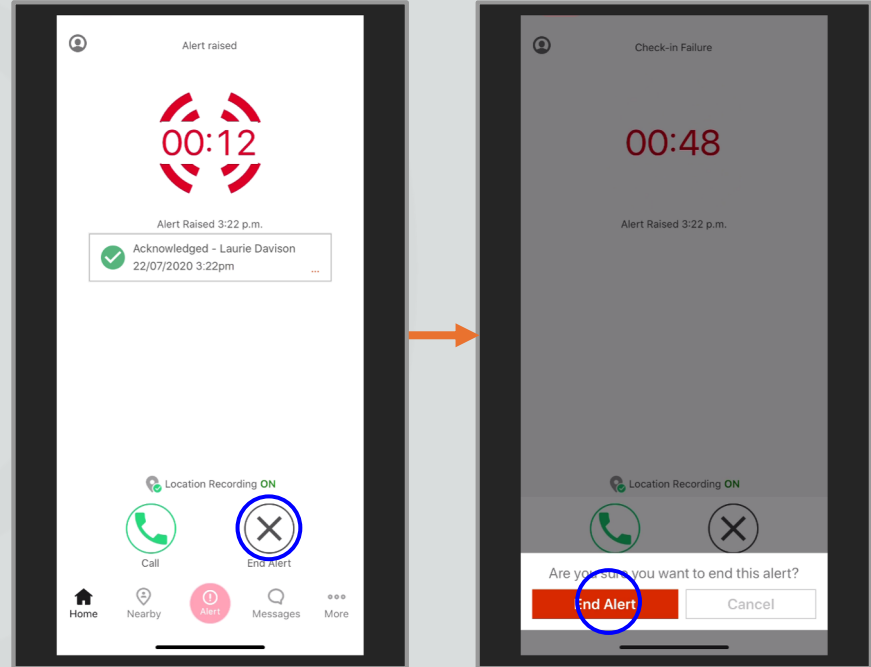 Alert raised
00:12
Alert Raised 3:22 p.m.
Acknowledged - Laurie Davison
22/07/2020 3:22pm
...
Location Recording ON
Call
End Alert
Home
Nearby
Alert
Messages
More
Check-in Failure
00:48
Alert Raised 3:22 p.m.
Location Recording ON
Are you sure you want to end this alert?
End Alert
Cancel